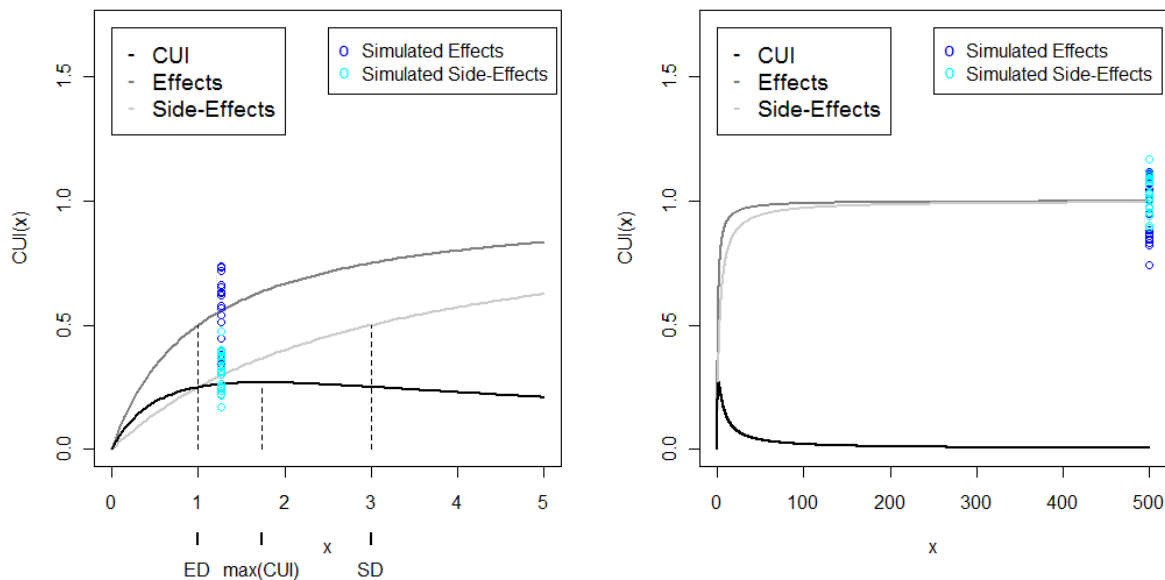 CUI
Effects
Side-Effects
Simulated Effects
Simulated Side-Effects
CUI(x)
0.0
0.5
1.0
1.5
0 1 2 3 4 5
x
ED max(CUI) SD
CUI
Effects
Side-Effects
Simulated Effects
Simulated Side-Effects
CUI(x)
0.0
0.5
1.0
1.5
0 100 200 300 400 500
x